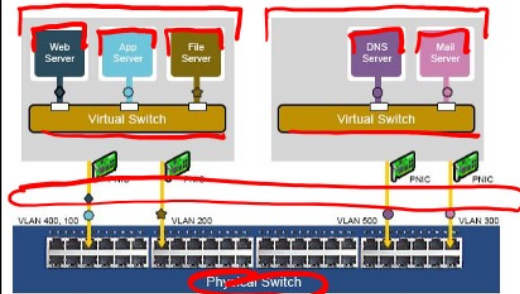 Web
Server
App
Server
File
Server
DNS
Server
Mail
Server
Virtual Switch
Virtual Switch
PNIC
PNIC
PNIC
PNIC
VLAN 400, 100
VLAN 200
VLAN 500
VLAN 300
Physical Switch